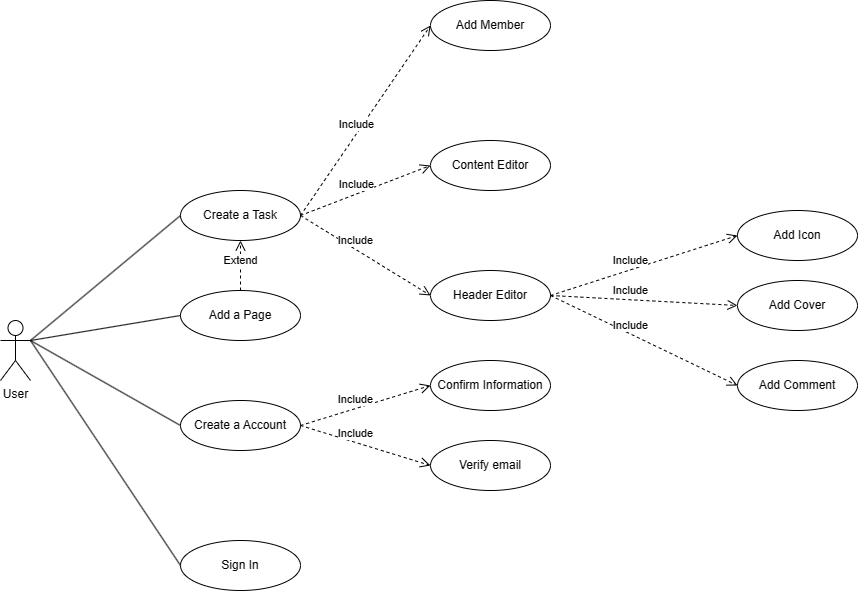 Add Member
Include
Content Editor
Include
Create a Task
Include
Add Icon
Extend
Include
Header Editor
Include
Add Cover
Add a Page
Include
User
Confirm Information
Add Comment
Include
Create a Account
Include
Verify email
Sign In